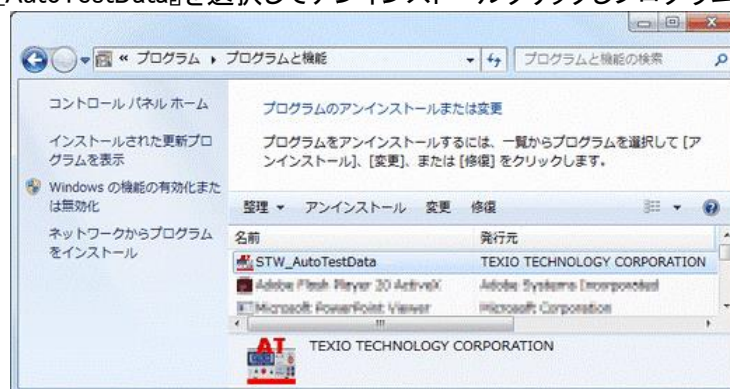 _AutoTestData』を選択してアンインストールクリックしプログラム
« プログラム ▸ プログラムと機能
プログラムと機能の検索
コントロール パネル ホーム
インストールされた更新プロ
グラムを表示
Windows の機能の有効化また
は無効化
ネットワークからプログラム
をインストール
プログラムのアンインストールまたは変更
プログラムをアンインストールするには、一覧からプログラムを選択して [ア
ンインストール]、[変更]、または [修復] をクリックします。
整理 ▼ アンインストール 変更 修復
名前 発行元
STW_AutoTestData TEXIO TECHNOLOGY CORPORATION
Adobe Flash Player 20 ActiveX Adobe Systems Incorporated
Microsoft PowerPoint Viewer Microsoft Corporation
AT TEXIO TECHNOLOGY CORPORATION